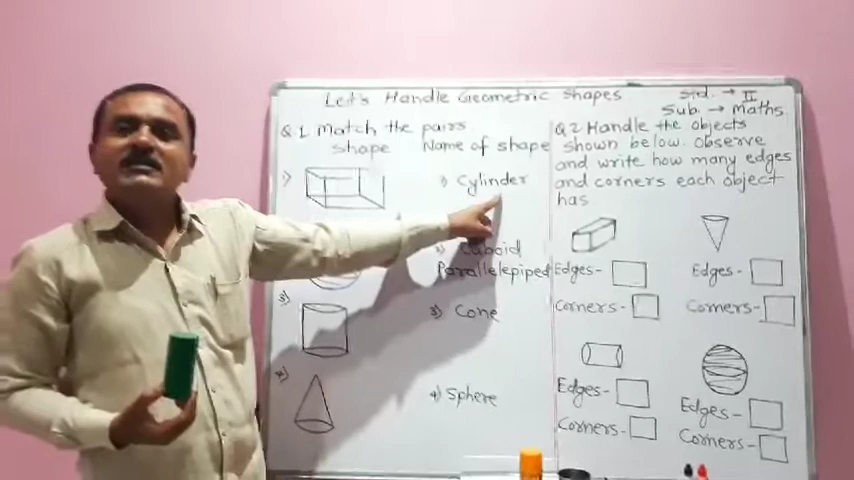 Let's Handle Geometric Shapes
Std. → II
Sub. → Maths
Q.1 Match the pairs
Shape Name of shape
1) 1) Cylinder
2) Cuboid
Parallelepiped
3) 3) Cone
4) 4) Sphere
Q2 Handle the objects
shown below. observe
and write how many edges
and corners each object
has
Edges- Edges-
Corners- Corners-
Edges- Edges-
Corners- Corners-